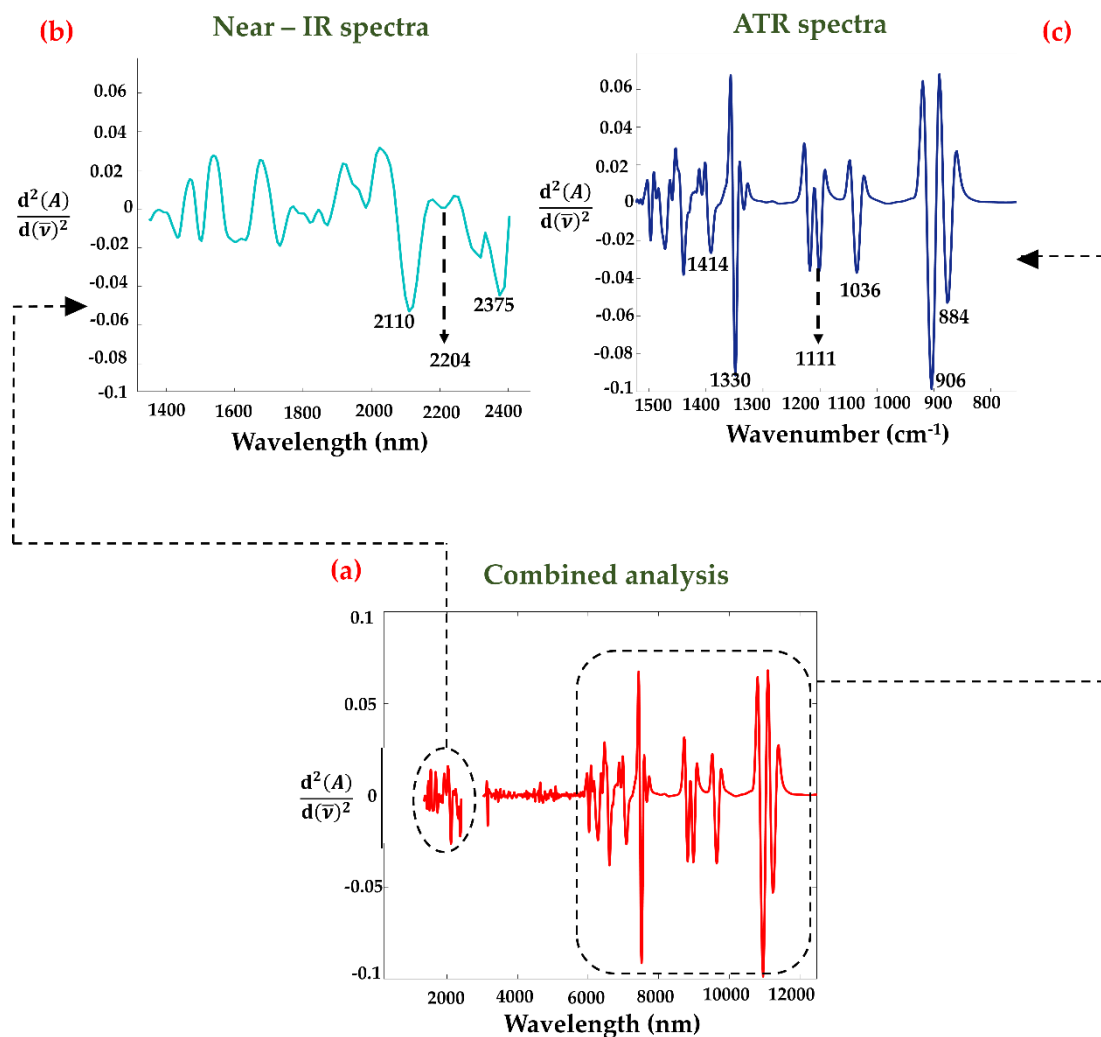 (b)
Near – IR spectra
0.06
0.04
0.02
0
-0.02
-0.04
-0.06
-0.08
-0.1
d²(A)
d(ν̅)²
2110
2204
2375
1400 1600 1800 2000 2200 2400
Wavelength (nm)
ATR spectra
(c)
0.06
0.04
0.02
0
-0.02
-0.04
-0.06
-0.08
-0.1
d²(A)
d(ν̅)²
1414
1330
1111
1036
906
884
1500 1400 1300 1200 1100 1000 900 800
Wavenumber (cm⁻¹)
(a)
Combined analysis
0.1
0.05
0
-0.05
-0.1
d²(A)
d(ν̅)²
2000 4000 6000 8000 10000 12000
Wavelength (nm)